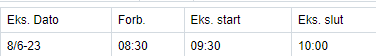 Eks. Dato Forb. Eks. start Eks. slut
8/6-23 08:30 09:30 10:00